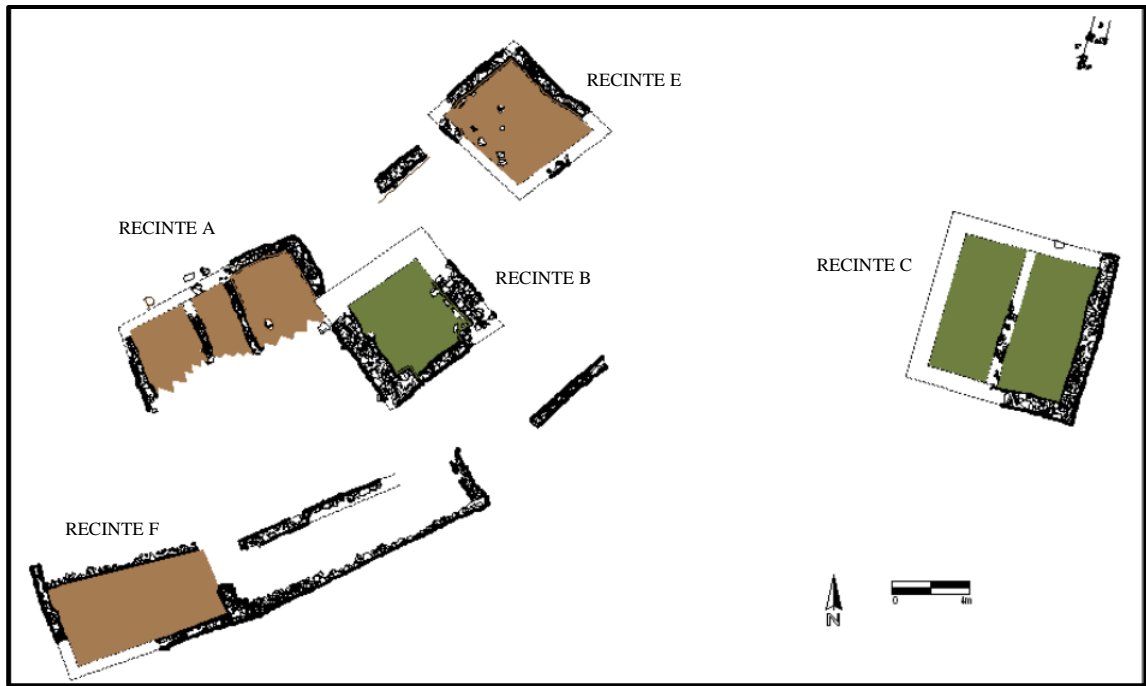 RECINTE E
RECINTE A
RECINTE B
RECINTE C
RECINTE F
N
0 4m